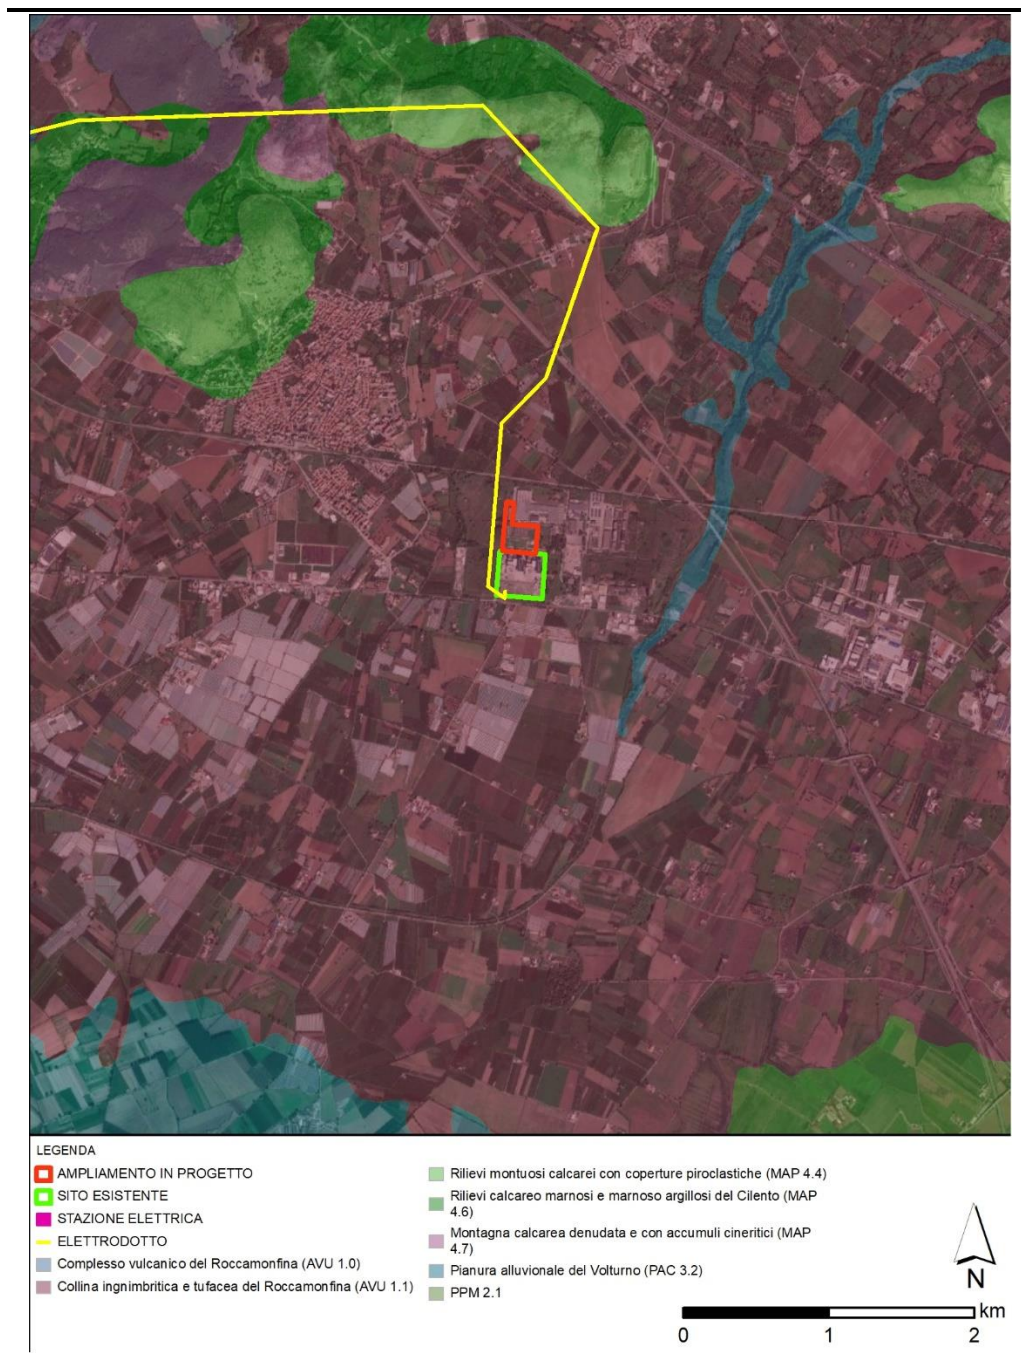 LEGENDA
AMPLIAMENTO IN PROGETTO
SITO ESISTENTE
STAZIONE ELETTRICA
ELETTRODOTTO
Complesso vulcanico del Roccamonfina (AVU 1.0)
Collina ingnimbritica e tufacea del Roccamonfina (AVU 1.1)
Rilievi montuosi calcarei con coperture piroclastiche (MAP 4.4)
Rilievi calcareo marnosi e marnoso argillosi del Cilento (MAP
4.6)
Montagna calcarea denudata e con accumuli cineritici (MAP
4.7)
Pianura alluvionale del Volturno (PAC 3.2)
PPM 2.1
N
km
0 1 2